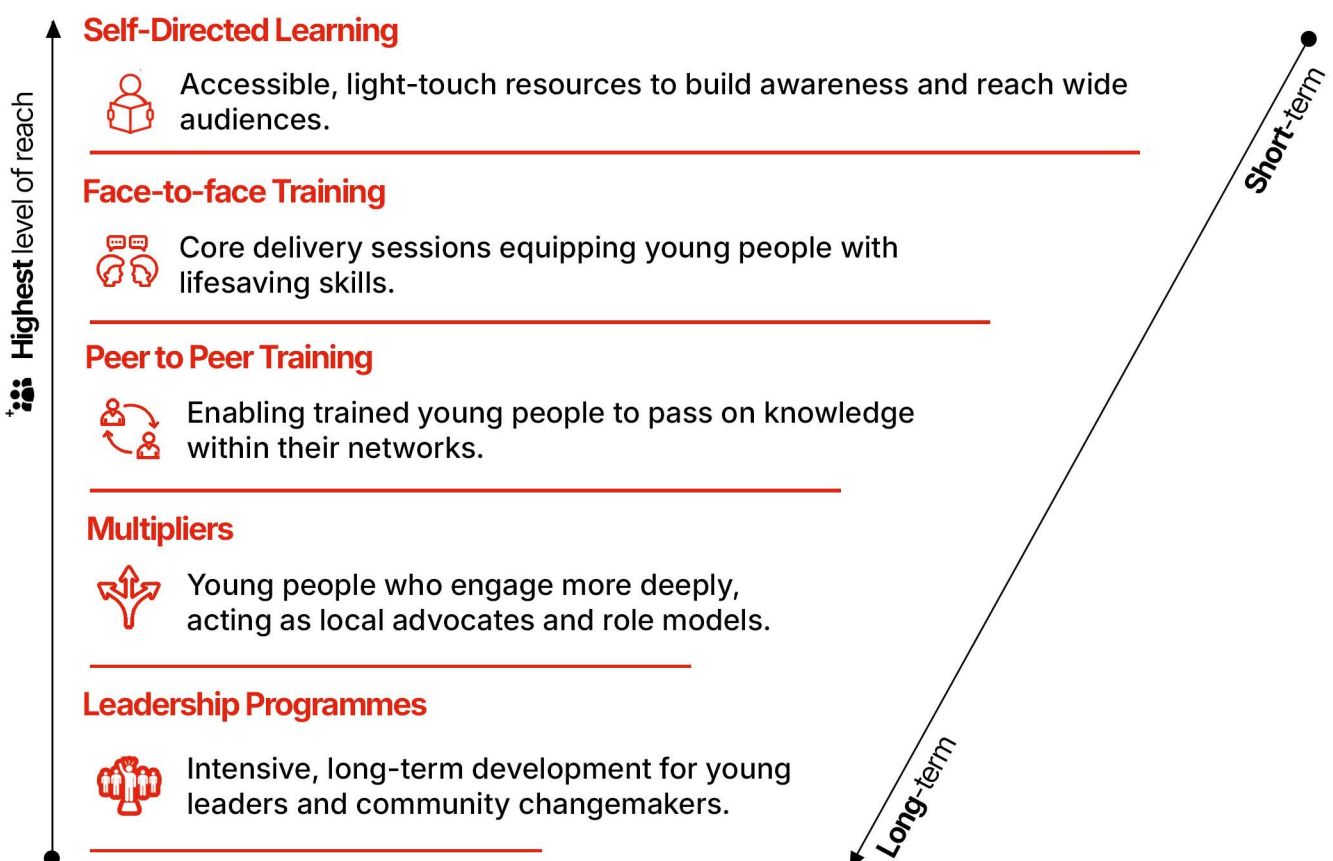 Self-Directed Learning
Accessible, light-touch resources to build awareness and reach wide
audiences.
Face-to-face Training
Core delivery sessions equipping young people with
lifesaving skills.
Peer to Peer Training
Enabling trained young people to pass on knowledge
within their networks.
Multipliers
Young people who engage more deeply,
acting as local advocates and role models.
Leadership Programmes
Intensive, long-term development for young
leaders and community changemakers.
Highest level of reach
Short-term
Long-term